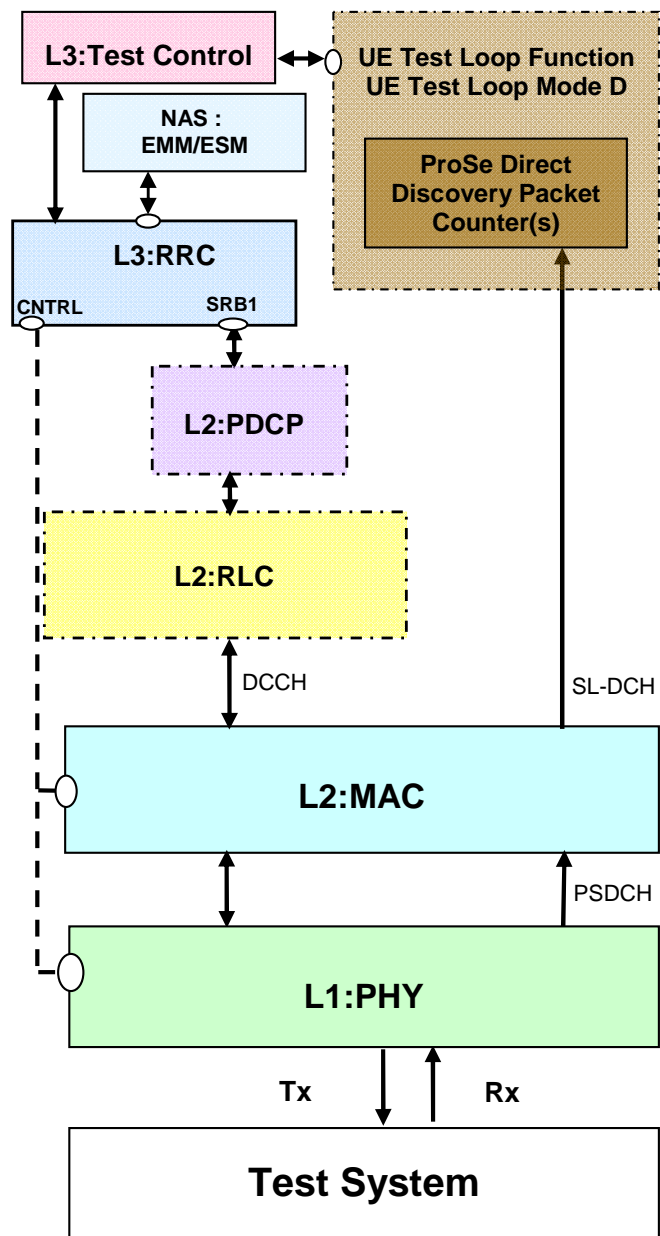 L3:Test Control
UE Test Loop Function
UE Test Loop Mode D
NAS :
EMM/ESM
ProSe Direct
Discovery Packet
Counter(s)
L3:RRC
CNTRL
SRB1
L2:PDCP
L2:RLC
DCCH
SL-DCH
L2:MAC
PSDCH
L1:PHY
Tx
Rx
Test System